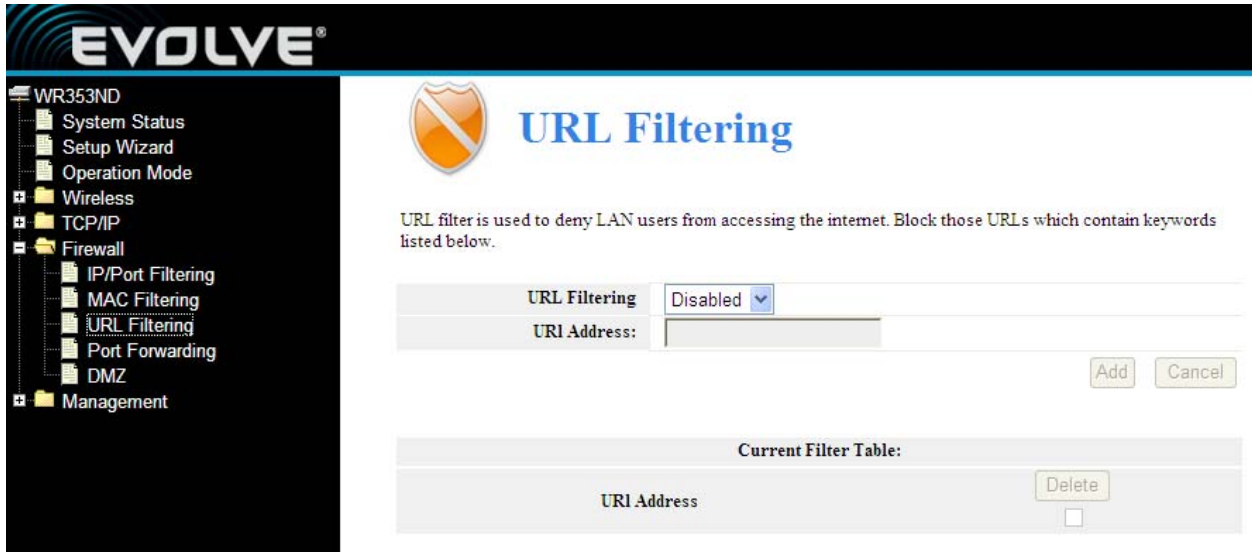 EVOLVE®
WR353ND
System Status
Setup Wizard
Operation Mode
Wireless
TCP/IP
Firewall
IP/Port Filtering
MAC Filtering
URL Filtering
Port Forwarding
DMZ
Management
URL Filtering
URL filter is used to deny LAN users from accessing the internet. Block those URLs which contain keywords
listed below.
URL Filtering Disabled
URl Address:
Add Cancel
Current Filter Table:
URl Address Delete